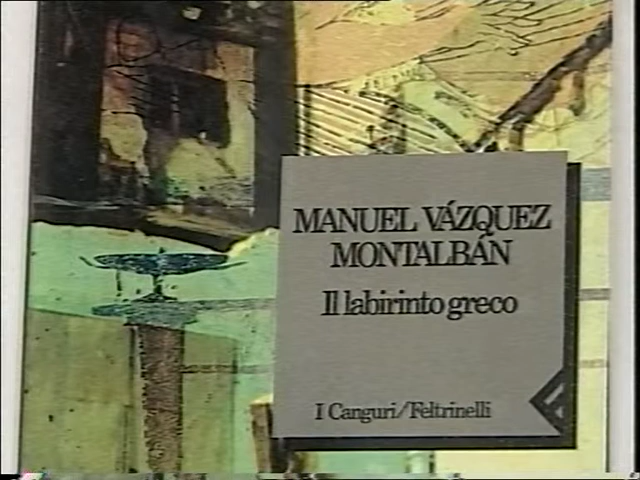 MANUEL VÁZQUEZ
MONTALBÁN
Il labirinto greco
I Canguri/Feltrinelli